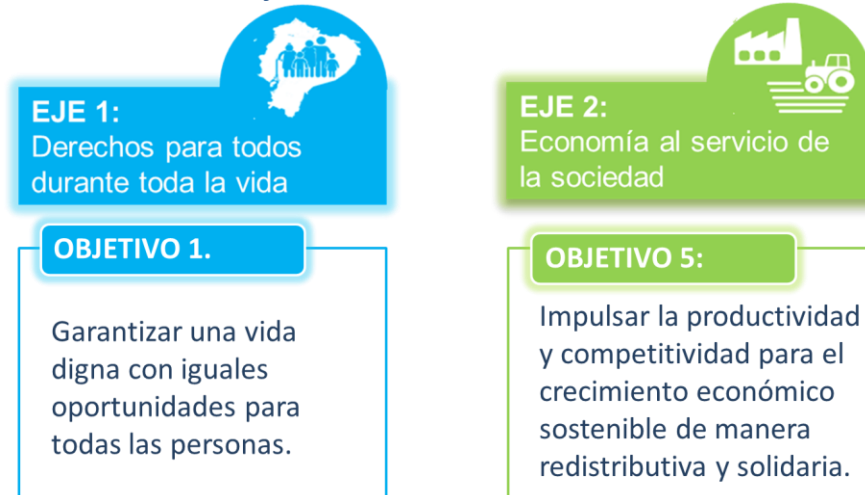 EJE 1:
Derechos para todos
durante toda la vida
OBJETIVO 1.
Garantizar una vida
digna con iguales
oportunidades para
todas las personas.
EJE 2:
Economía al servicio de
la sociedad
OBJETIVO 5:
Impulsar la productividad
y competitividad para el
crecimiento económico
sostenible de manera
redistributiva y solidaria.